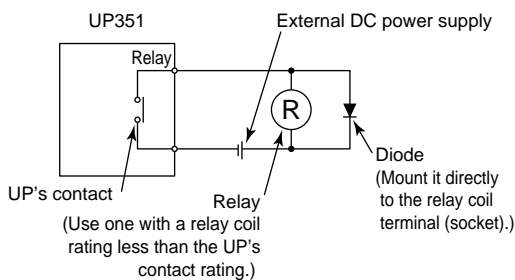 UP351
External DC power supply
Relay
R
UP's contact
Relay
(Use one with a relay coil
rating less than the UP's
contact rating.)
Diode
(Mount it directly
to the relay coil
terminal (socket).)